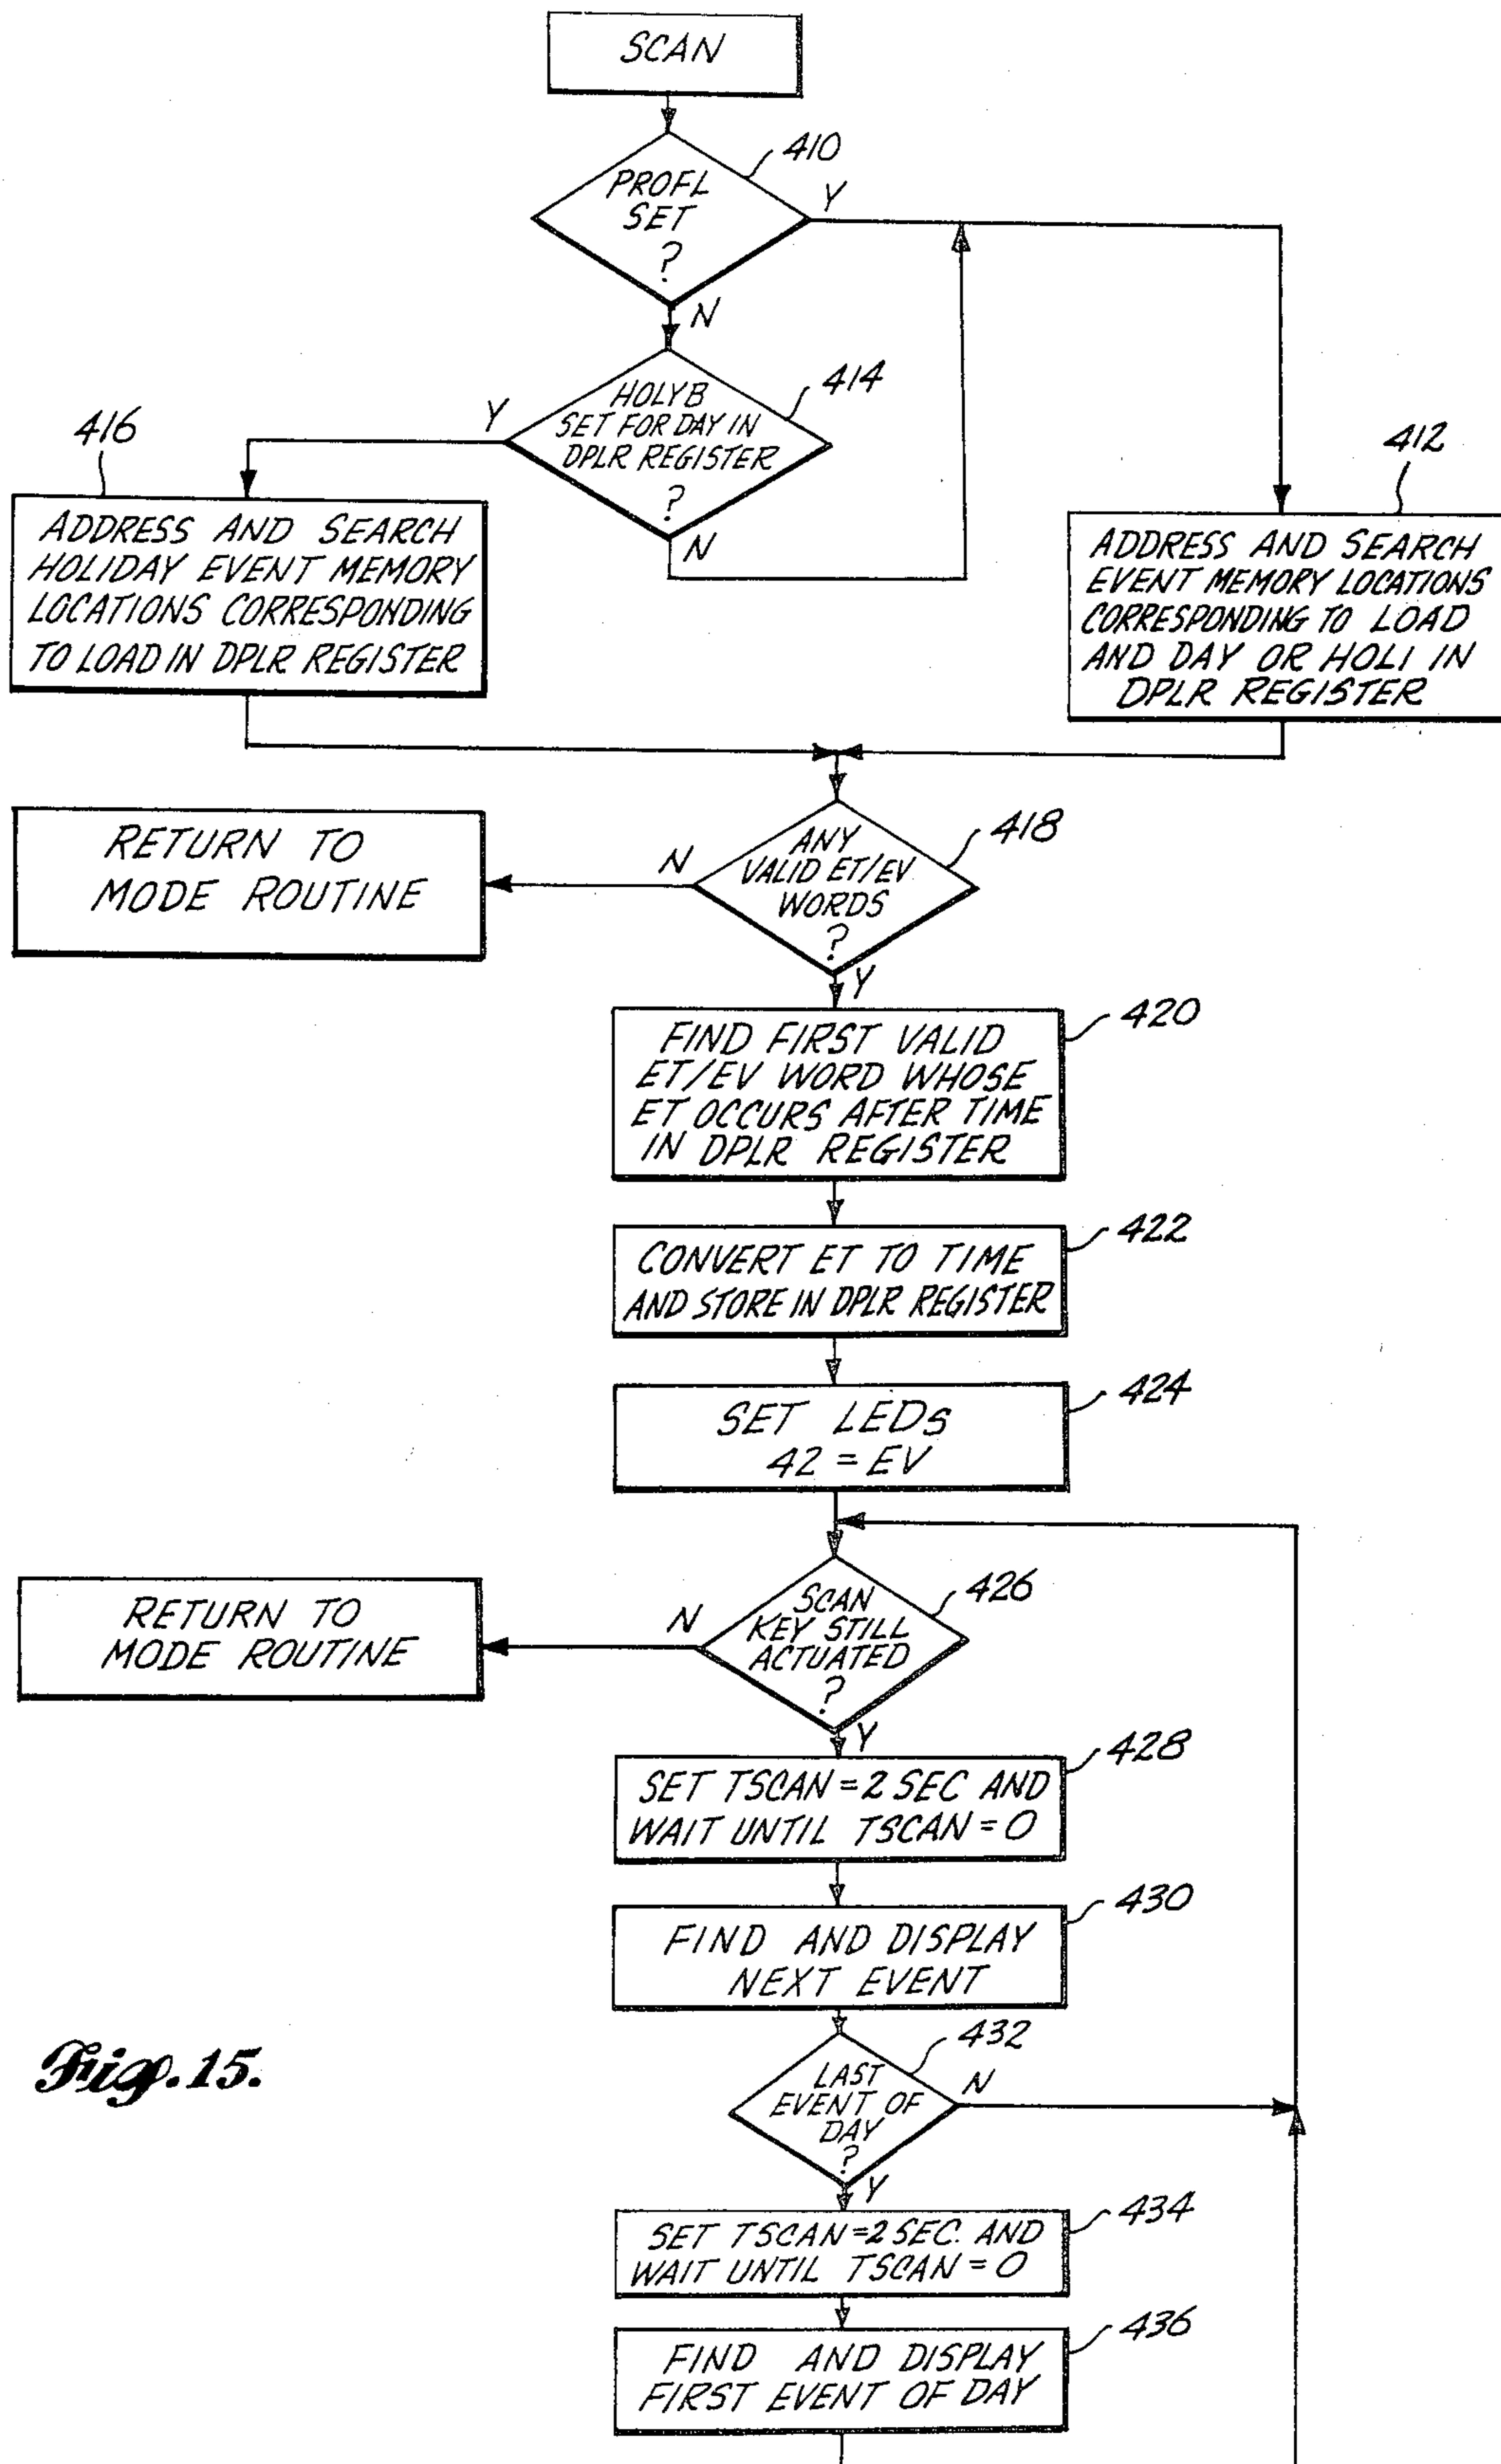 SCAN
410
PROFL
SET
?
Y
N
414
HOLYB
SET FOR DAY IN
DPLR REGISTER
?
Y
N
416
ADDRESS AND SEARCH
HOLIDAY EVENT MEMORY
LOCATIONS CORRESPONDING
TO LOAD IN DPLR REGISTER
412
ADDRESS AND SEARCH
EVENT MEMORY LOCATIONS
CORRESPONDING TO LOAD
AND DAY OR HOLI IN
DPLR REGISTER
418
ANY
VALID ET/EV
WORDS
?
N
Y
RETURN TO
MODE ROUTINE
420
FIND FIRST VALID
ET/EV WORD WHOSE
ET OCCURS AFTER TIME
IN DPLR REGISTER
422
CONVERT ET TO TIME
AND STORE IN DPLR REGISTER
424
SET LEDs
42 = EV
426
SCAN
KEY STILL
ACTUATED
?
N
Y
RETURN TO
MODE ROUTINE
428
SET TSCAN = 2 SEC AND
WAIT UNTIL TSCAN = 0
430
FIND AND DISPLAY
NEXT EVENT
432
LAST
EVENT OF
DAY
?
N
Y
434
SET TSCAN = 2 SEC. AND
WAIT UNTIL TSCAN = 0
436
FIND AND DISPLAY
FIRST EVENT OF DAY
Fig. 15.